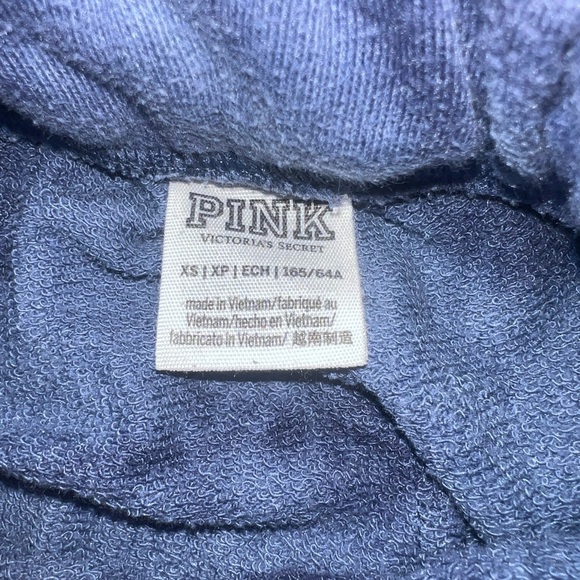 PINK
VICTORIA'S SECRET
XS | XP | ECH | 165/64A
made in Vietnam/fabriqué au
Vietnam/hecho en Vietnam/
fabbricato in Vietnam/ 越南制造